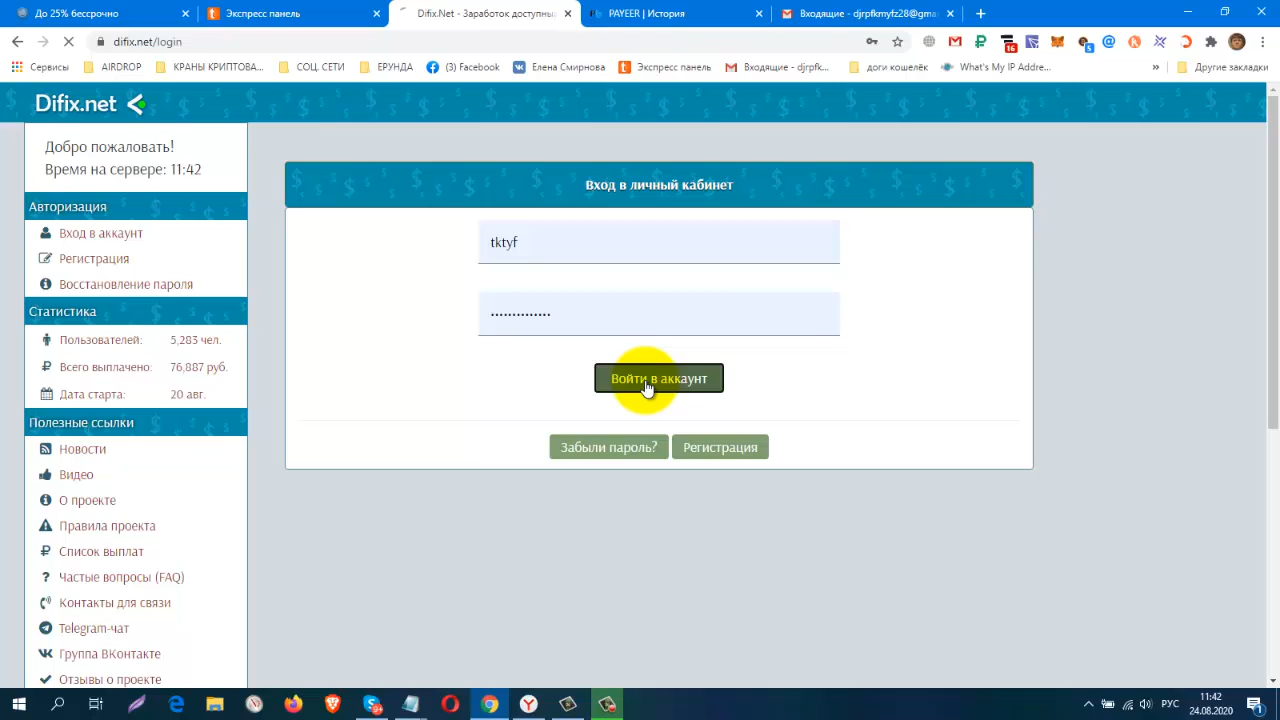 До 26% бессрочно
Экспресс панель
Difix.Net - Заработок доступных
PAYEER | История
Входящие - djrpfkmyfz28@gma
difix.net/login
16
5
Сервисы
AIRDROP
КРАНЫ КРИПТОВА...
СОЦ. СЕТИ
ЕРУНДА
(3) Facebook
Елена Смирнова
Экспресс панель
Входящие - djrpfk...
доги кошелёк
What's My IP Addre...
»
Другие закладки
Difix.net
Добро пожаловать!
Время на сервере: 11:42
Авторизация
Вход в аккаунт
Регистрация
Восстановление пароля
Статистика
Пользователей: 5,283 чел.
Всего выплачено: 76,887 руб.
Дата старта: 20 авг.
Полезные ссылки
Новости
Видео
О проекте
Правила проекта
Список выплат
Частые вопросы (FAQ)
Контакты для связи
Telegram-чат
Группа ВКонтакте
Отзывы о проекте
Вход в личный кабинет
tktyf
..............
Войти в аккаунт
Забыли пароль?
Регистрация
РУС
11:42
24.08.2020